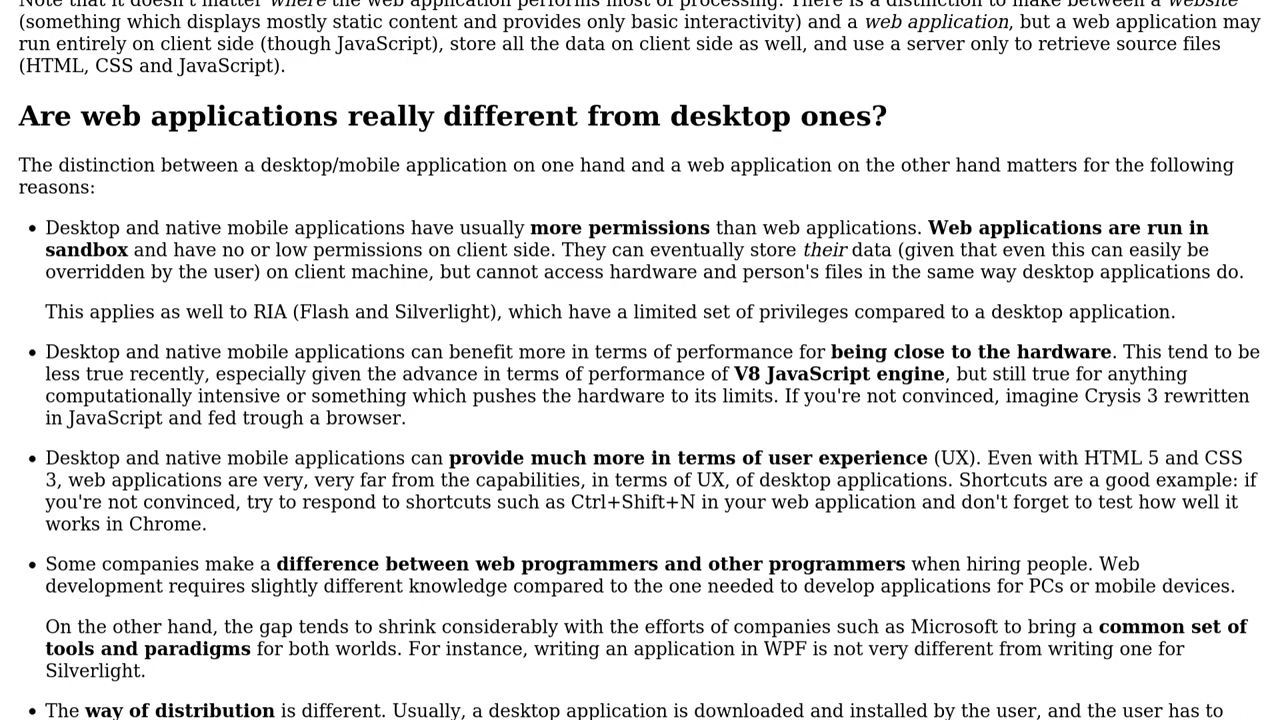 Note that it doesn't matter where the web application performs most of processing. There is a distinction to make between a website
(something which displays mostly static content and provides only basic interactivity) and a web application, but a web application may
run entirely on client side (though JavaScript), store all the data on client side as well, and use a server only to retrieve source files
(HTML, CSS and JavaScript).
Are web applications really different from desktop ones?
The distinction between a desktop/mobile application on one hand and a web application on the other hand matters for the following
reasons:
• Desktop and native mobile applications have usually more permissions than web applications. Web applications are run in
sandbox and have no or low permissions on client side. They can eventually store their data (given that even this can easily be
overridden by the user) on client machine, but cannot access hardware and person's files in the same way desktop applications do.
This applies as well to RIA (Flash and Silverlight), which have a limited set of privileges compared to a desktop application.
• Desktop and native mobile applications can benefit more in terms of performance for being close to the hardware. This tend to be
less true recently, especially given the advance in terms of performance of V8 JavaScript engine, but still true for anything
computationally intensive or something which pushes the hardware to its limits. If you're not convinced, imagine Crysis 3 rewritten
in JavaScript and fed trough a browser.
• Desktop and native mobile applications can provide much more in terms of user experience (UX). Even with HTML 5 and CSS
3, web applications are very, very far from the capabilities, in terms of UX, of desktop applications. Shortcuts are a good example: if
you're not convinced, try to respond to shortcuts such as Ctrl+Shift+N in your web application and don't forget to test how well it
works in Chrome.
• Some companies make a difference between web programmers and other programmers when hiring people. Web
development requires slightly different knowledge compared to the one needed to develop applications for PCs or mobile devices.
On the other hand, the gap tends to shrink considerably with the efforts of companies such as Microsoft to bring a common set of
tools and paradigms for both worlds. For instance, writing an application in WPF is not very different from writing one for
Silverlight.
• The way of distribution is different. Usually, a desktop application is downloaded and installed by the user, and the user has to